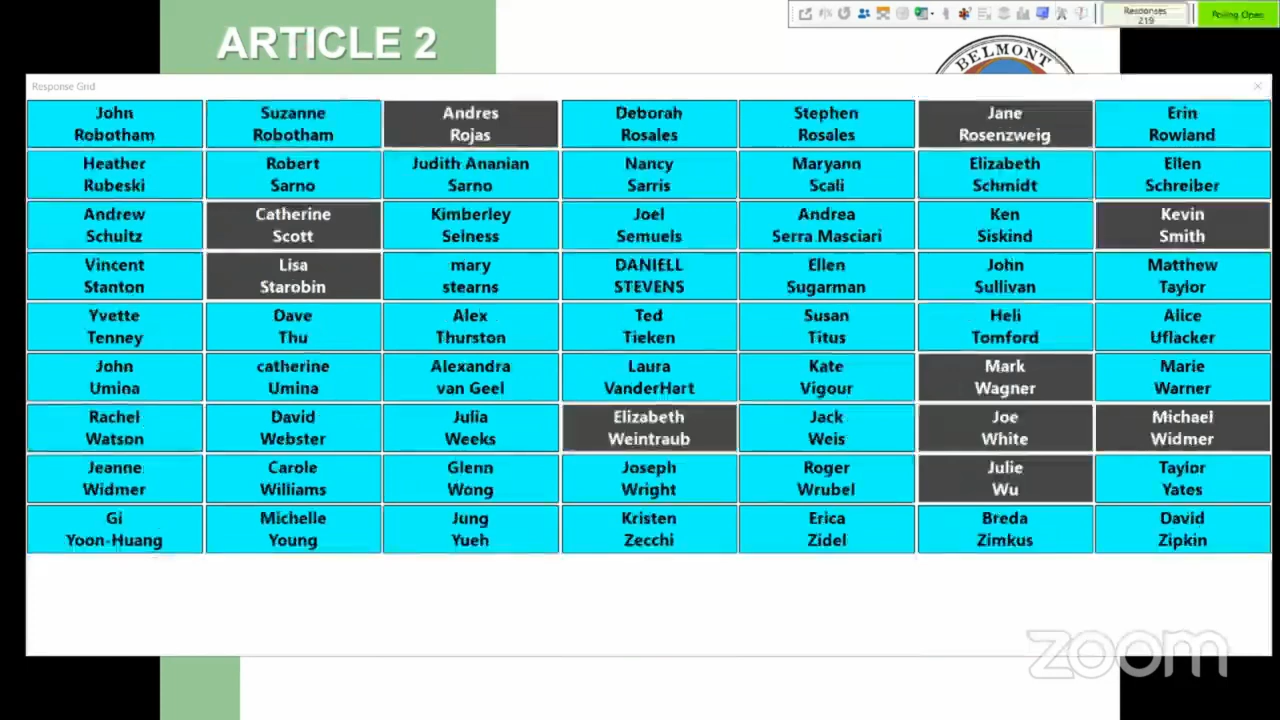 ARTICLE 2
Responses
219
Polling Open
BELMONT
Response Grid
John Suzanne Andres Deborah Stephen Jane Erin
Robotham Robotham Rojas Rosales Rosales Rosenzweig Rowland
Heather Robert Judith Ananian Nancy Maryann Elizabeth Ellen
Rubeski Sarno Sarno Sarris Scali Schmidt Schreiber
Andrew Catherine Kimberley Joel Andrea Ken Kevin
Schultz Scott Selness Semuels Serra Masciari Siskind Smith
Vincent Lisa mary DANIELL Ellen John Matthew
Stanton Starobin stearns STEVENS Sugarman Sullivan Taylor
Yvette Dave Alex Ted Susan Heli Alice
Tenney Thu Thurston Tieken Titus Tomford Uflacker
John catherine Alexandra Laura Kate Mark Marie
Umina Umina van Geel VanderHart Vigour Wagner Warner
Rachel David Julia Elizabeth Jack Joe Michael
Watson Webster Weeks Weintraub Weis White Widmer
Jeanne Carole Glenn Joseph Roger Julie Taylor
Widmer Williams Wong Wright Wrubel Wu Yates
Gi Michelle Jung Kristen Erica Breda David
Yoon-Huang Young Yueh Zecchi Zidel Zimkus Zipkin
zoom